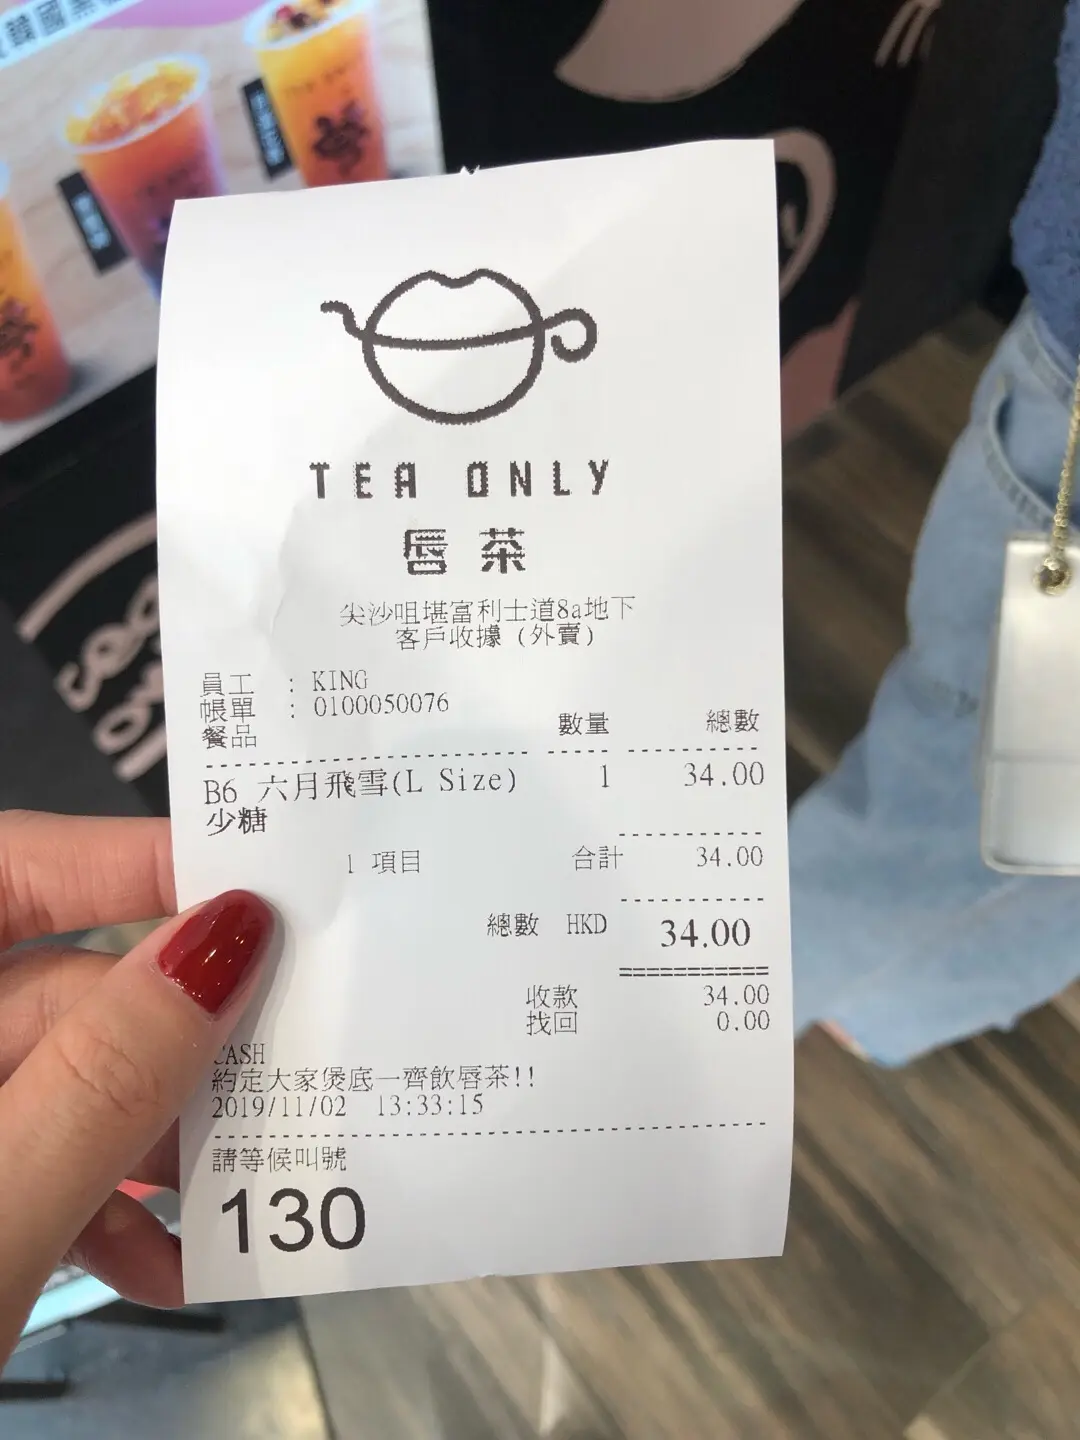 TEA ONLY
唇茶
尖沙咀堪富利士道8a地下
客戶收據 (外賣)
員工 : KING
帳單 : 0100050076
餐品 數量 總數
B6 六月飛雪(L Size) 1 34.00
少糖
1 項目 合計 34.00
總數 HKD 34.00
收款 34.00
找回 0.00
CASH
約定大家煲底一齊飲唇茶!!
2019/11/02 13:33:15
請等候叫號
130